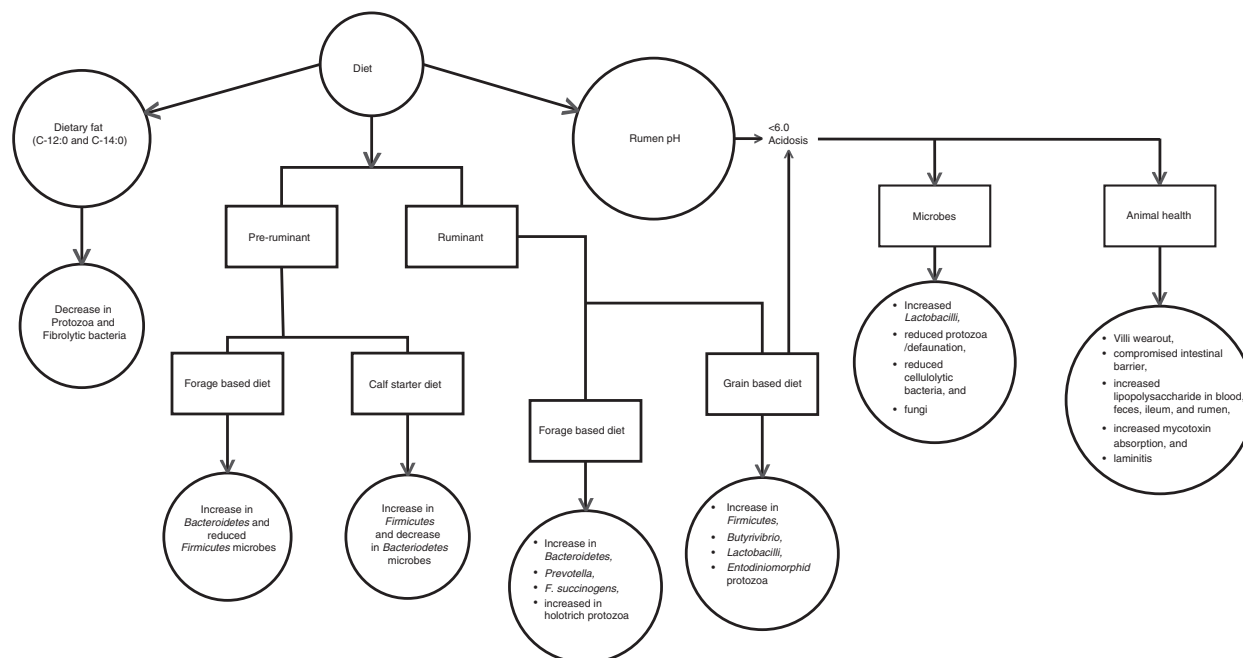 Diet
Dietary fat
(C-12:0 and C-14:0)
Rumen pH
<6.0
Acidosis
Pre-ruminant
Ruminant
Microbes
Animal health
Decrease in
Protozoa and
Fibrolytic bacteria
Forage based diet
Calf starter diet
Forage based diet
Grain based diet
• Increased
Lactobacilli,
• reduced protozoa
/defaunation,
• reduced
cellulolytic
bacteria, and
• fungi
• Villi wearout,
• compromised intestinal
barrier,
• increased
lipopolysaccharide in blood,
feces, ileum, and rumen,
• increased mycotoxin
absorption, and
• laminitis
Increase in
Bacteroidetes and
reduced
Firmicutes microbes
Increase in
Firmicutes
and decrease
in Bacteriodetes
microbes
• Increase in
Bacteroidetes,
• Prevotella,
• F. succinogens,
• increased in
holotrich protozoa
• Increase in
Firmicutes,
• Butyrivibrio,
• Lactobacilli,
• Entodiniomorphid
protozoa